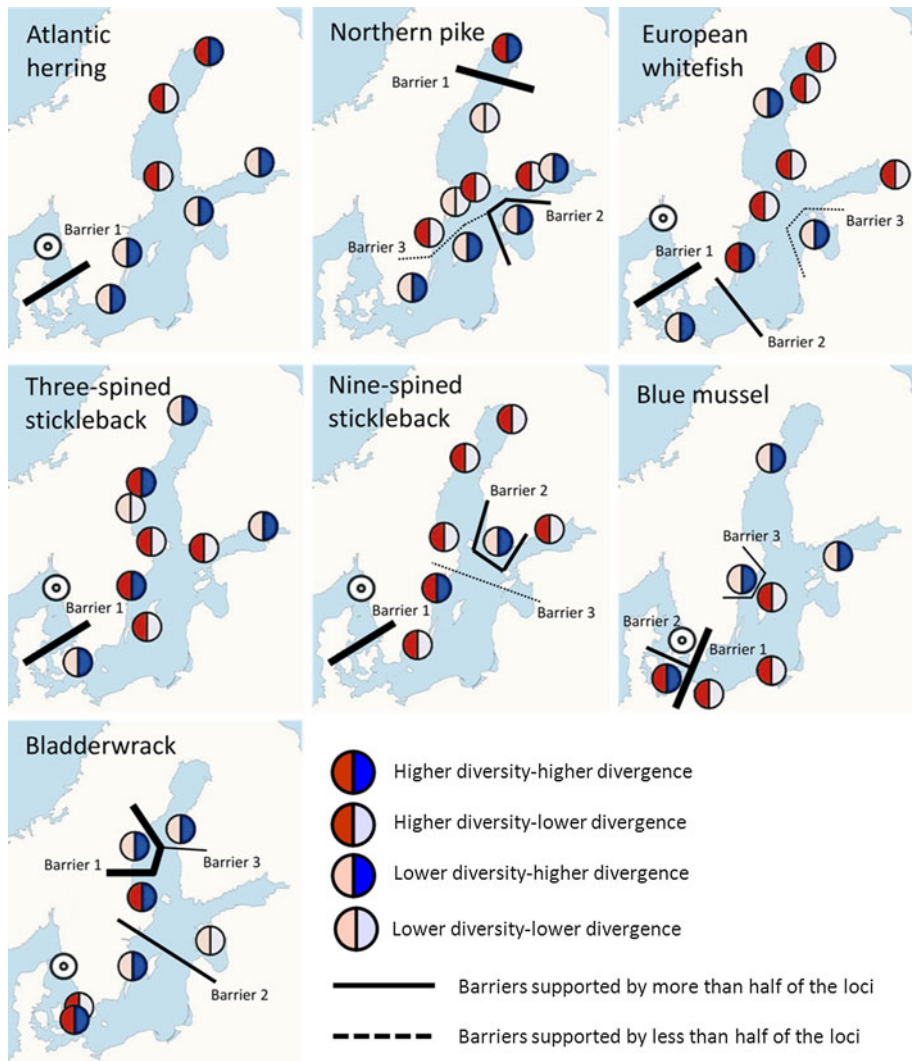 Atlantic
herring
Barrier 1
Northern pike
Barrier 1
Barrier 2
Barrier 3
European
whitefish
Barrier 3
Barrier 1
Barrier 2
Three-spined
stickleback
Barrier 1
Nine-spined
stickleback
Barrier 2
Barrier 1
Barrier 3
Blue mussel
Barrier 3
Barrier 2
Barrier 1
Bladderwrack
Barrier 1
Barrier 3
Barrier 2
Higher diversity-higher divergence
Higher diversity-lower divergence
Lower diversity-higher divergence
Lower diversity-lower divergence
Barriers supported by more than half of the loci
Barriers supported by less than half of the loci